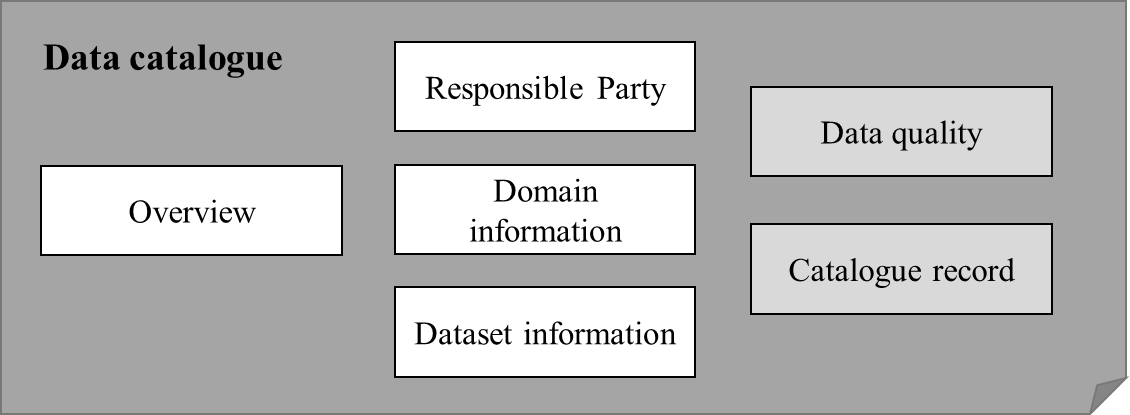 Data catalogue
Overview
Responsible Party
Domain
information
Dataset information
Data quality
Catalogue record